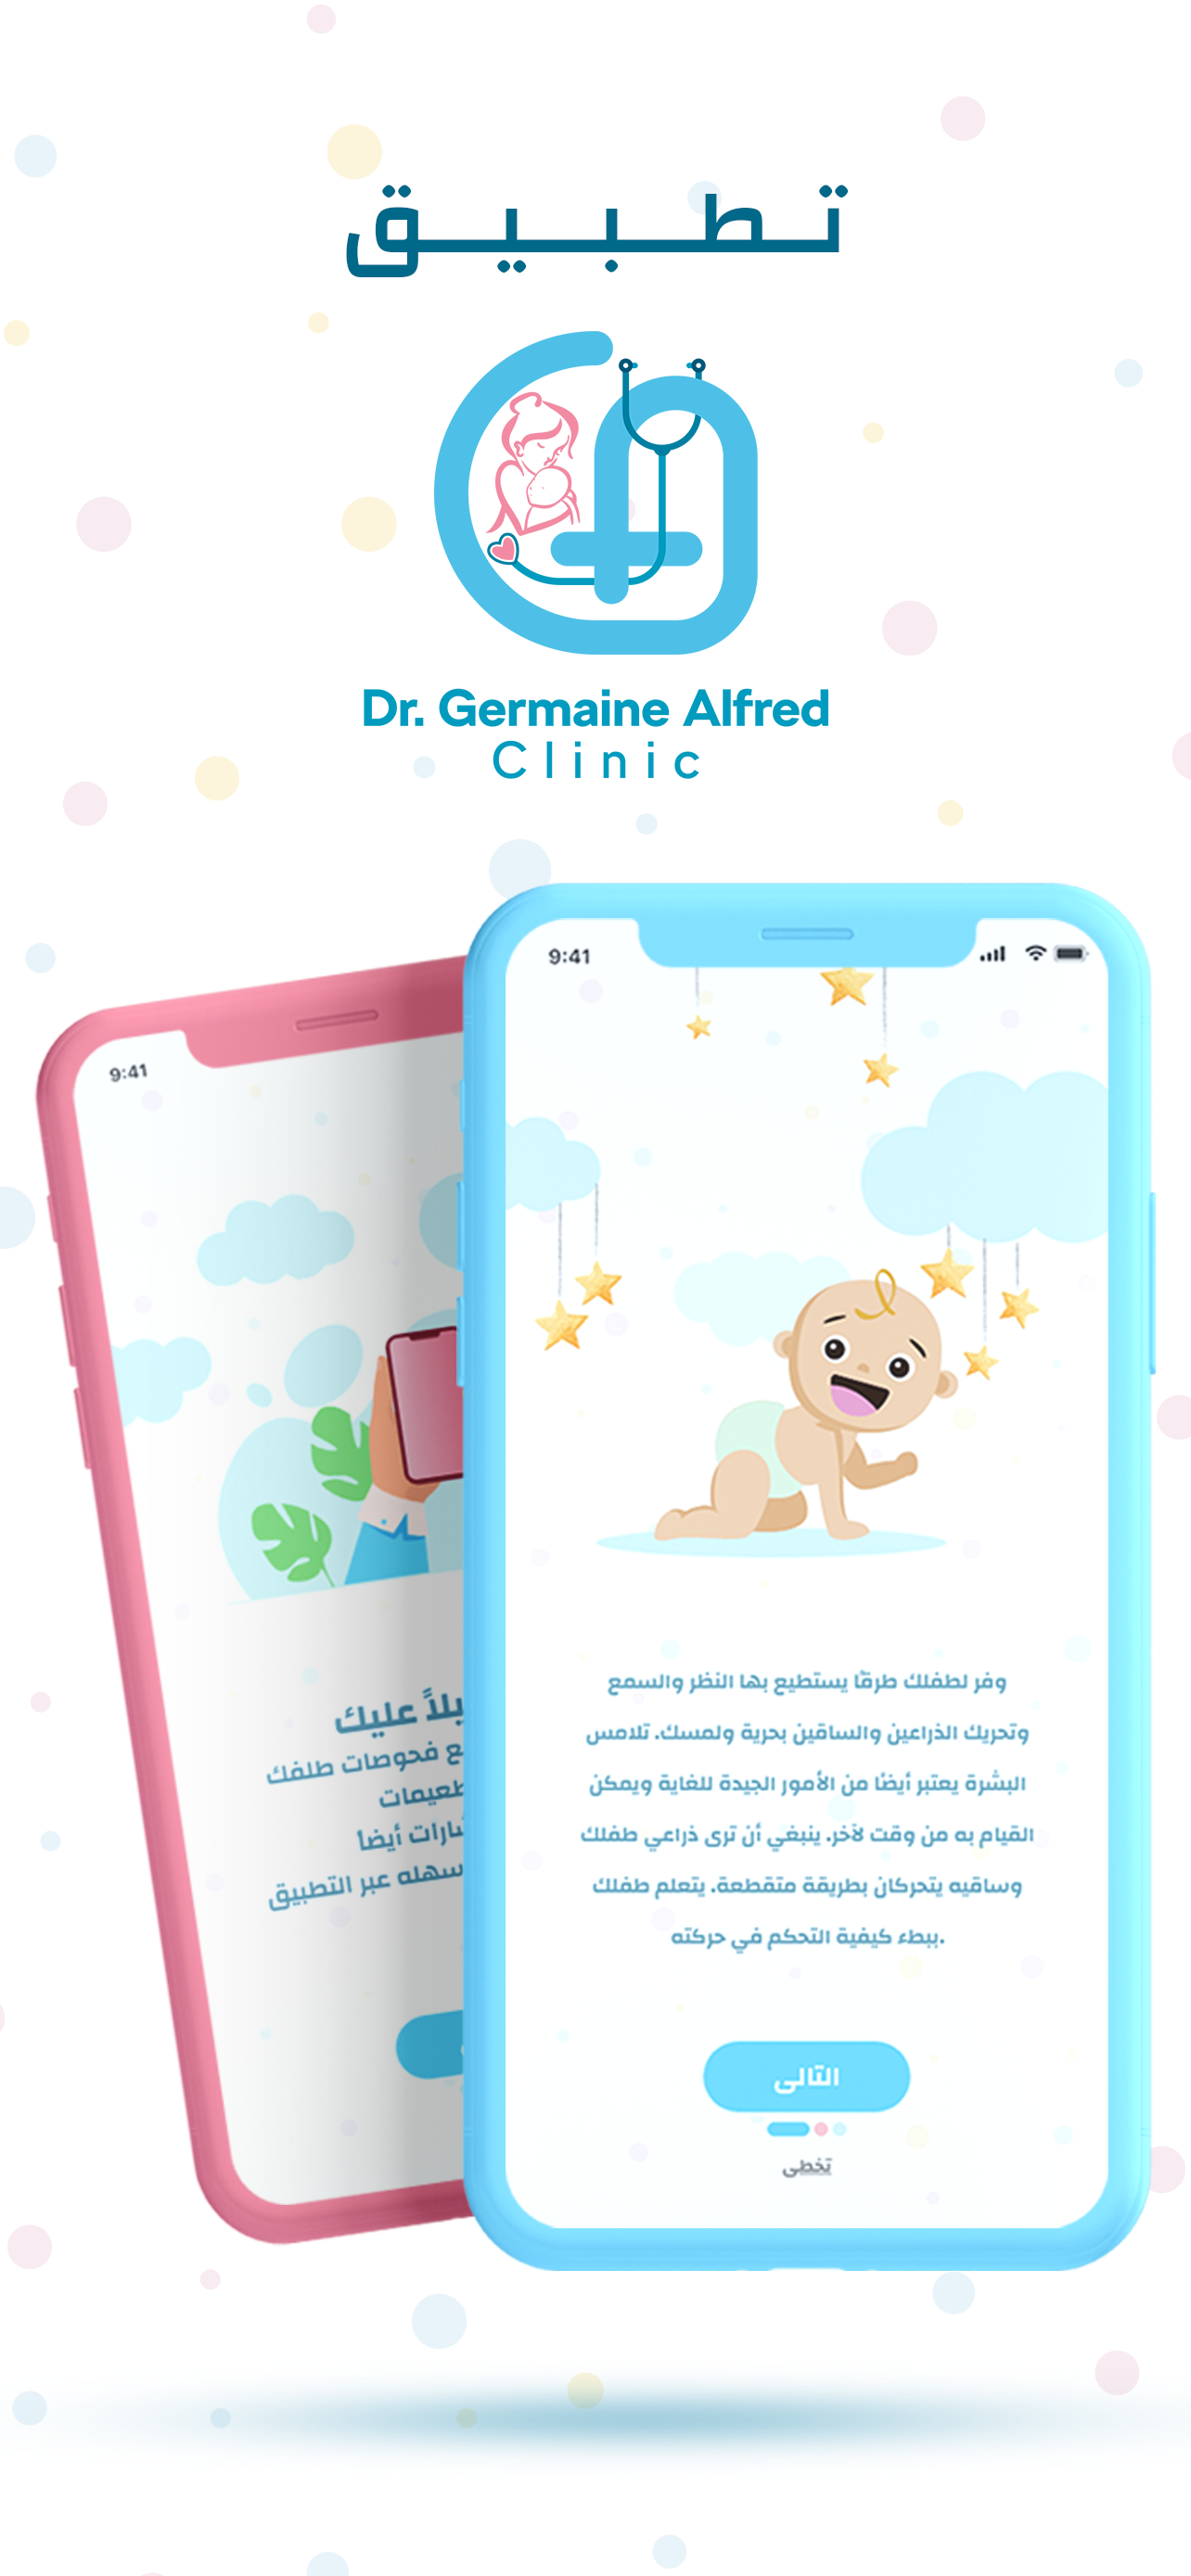 تطبيق
Dr. Germaine Alfred
Clinic
9:41
9:41
عليك
فحوصات طلفك
أيضاً
سهله عبر التطبيق
وفر لطفلك طرقًا يستطيع بها النظر والسمع
وتحريك الذراعين والساقين بحرية ولمسك. تلامس
البشرة يعتبر أيضًا من الأمور الجيدة للغاية ويمكن
القيام به من وقت لآخر. ينبغي أن ترى ذراعي طفلك
وساقيه يتحركان بطريقة متقطعة. يتعلم طفلك
.ببطء كيفية التحكم في حركته
التالى
تخطى